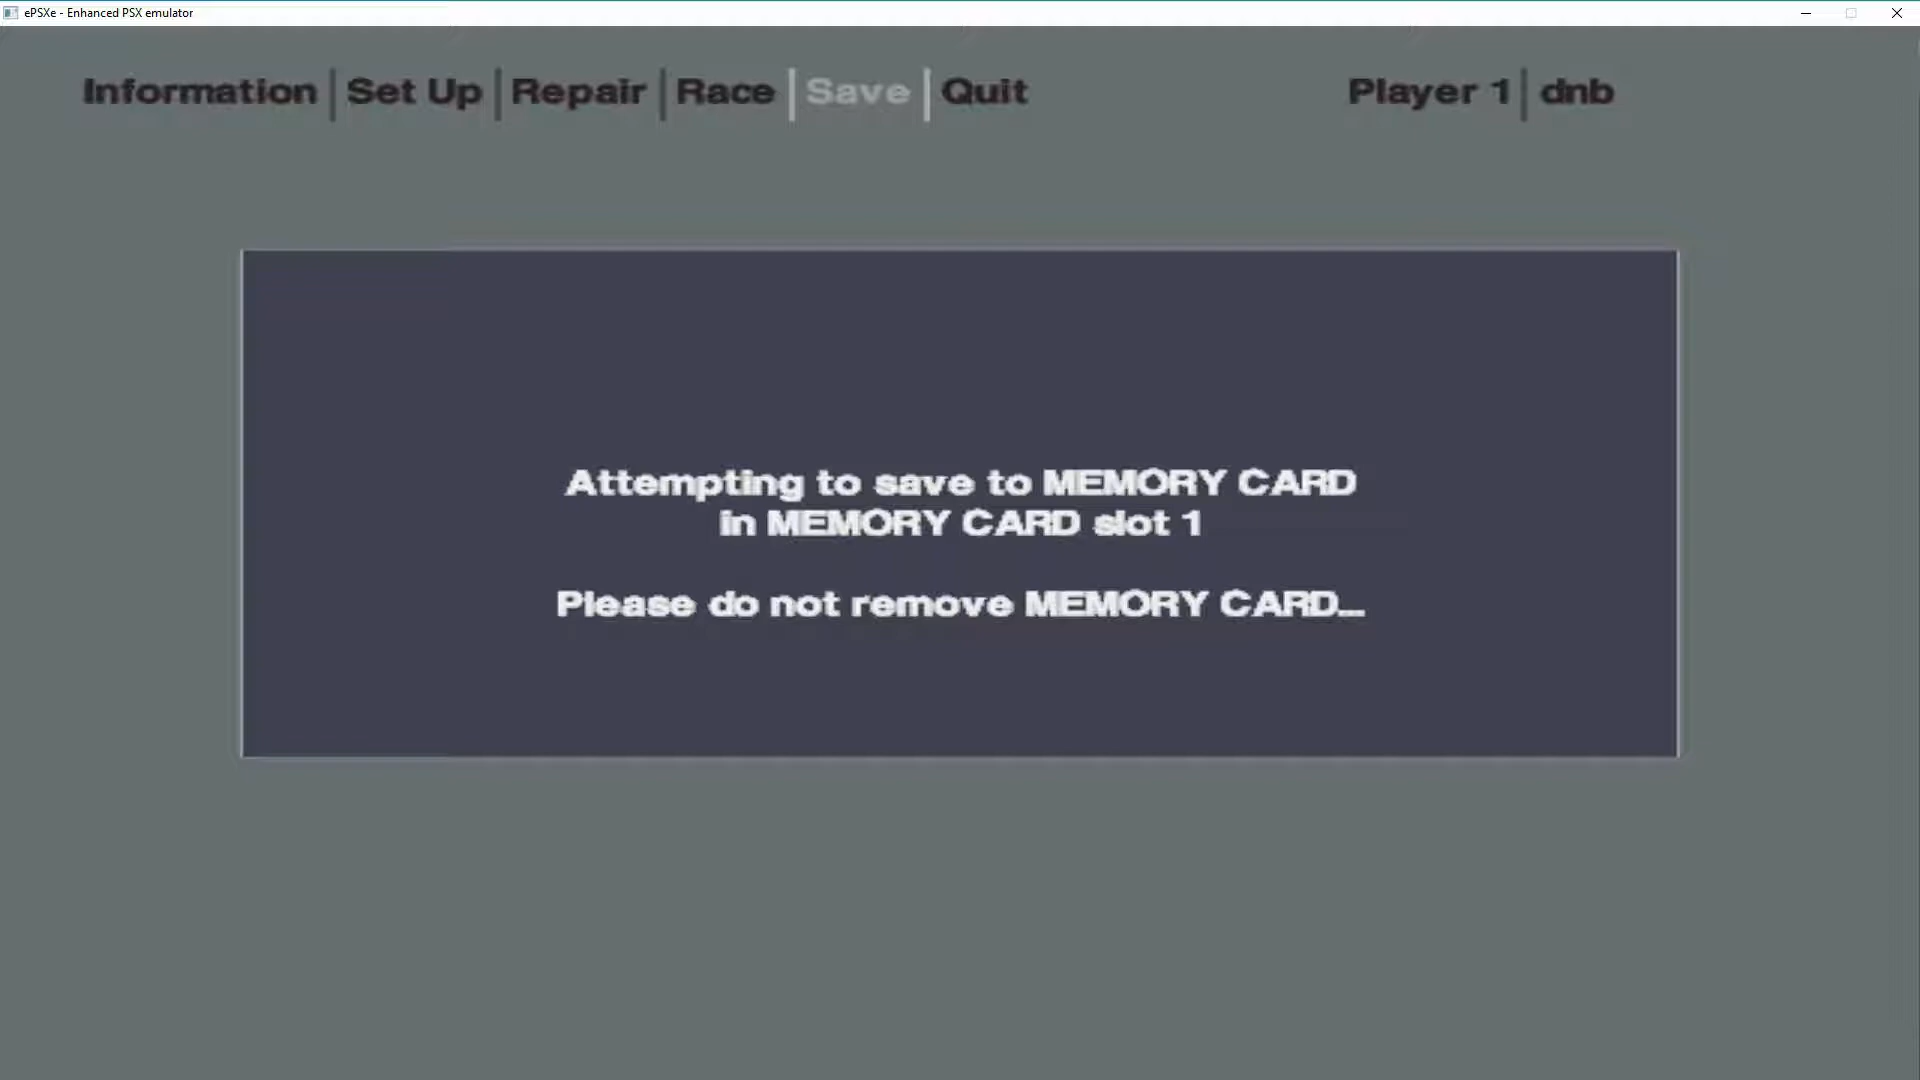 ePSXe - Enhanced PSX emulator
Information Set Up Repair Race Save Quit Player 1 dnb
Attempting to save to MEMORY CARD
in MEMORY CARD slot 1
Please do not remove MEMORY CARD...